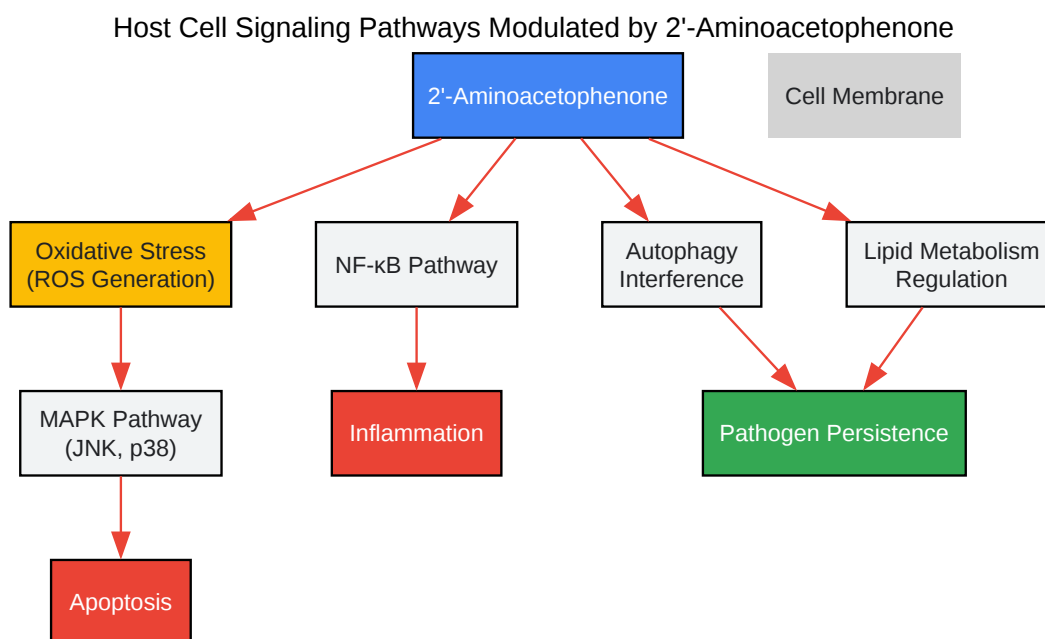 Host Cell Signaling Pathways Modulated by 2'-Aminoacetophenone
2'-Aminoacetophenone
Cell Membrane
Oxidative Stress
(ROS Generation)
NF-κB Pathway
Autophagy
Interference
Lipid Metabolism
Regulation
MAPK Pathway
(JNK, p38)
Inflammation
Pathogen Persistence
Apoptosis